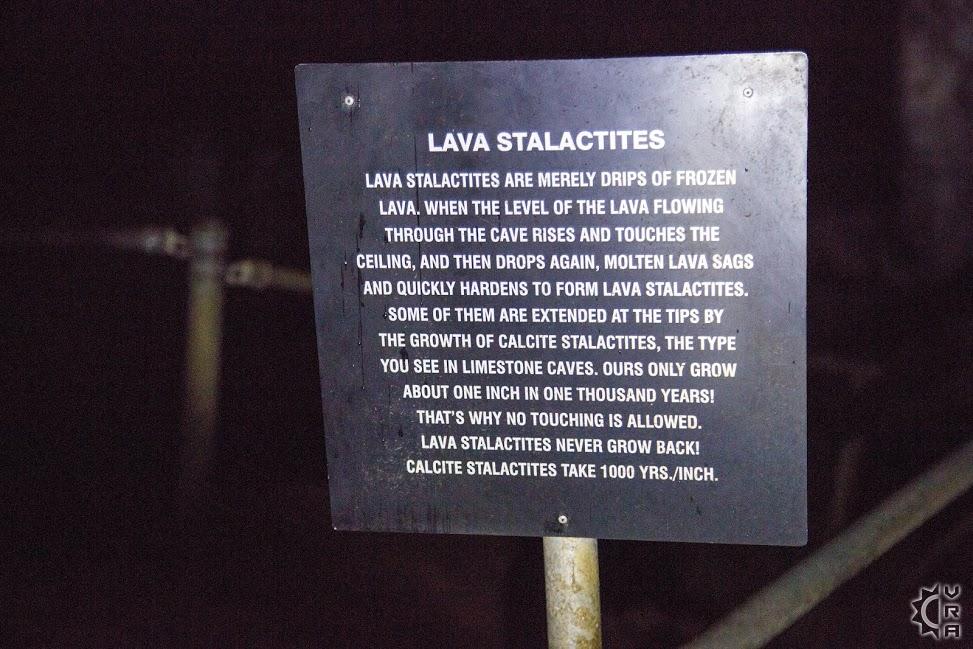 LAVA STALACTITES
LAVA STALACTITES ARE MERELY DRIPS OF FROZEN
LAVA. WHEN THE LEVEL OF THE LAVA FLOWING
THROUGH THE CAVE RISES AND TOUCHES THE
CEILING, AND THEN DROPS AGAIN, MOLTEN LAVA SAGS
AND QUICKLY HARDENS TO FORM LAVA STALACTITES.
SOME OF THEM ARE EXTENDED AT THE TIPS BY
THE GROWTH OF CALCITE STALACTITES, THE TYPE
YOU SEE IN LIMESTONE CAVES. OURS ONLY GROW
ABOUT ONE INCH IN ONE THOUSAND YEARS!
THAT'S WHY NO TOUCHING IS ALLOWED.
LAVA STALACTITES NEVER GROW BACK!
CALCITE STALACTITES TAKE 1000 YRS./INCH.
VRA